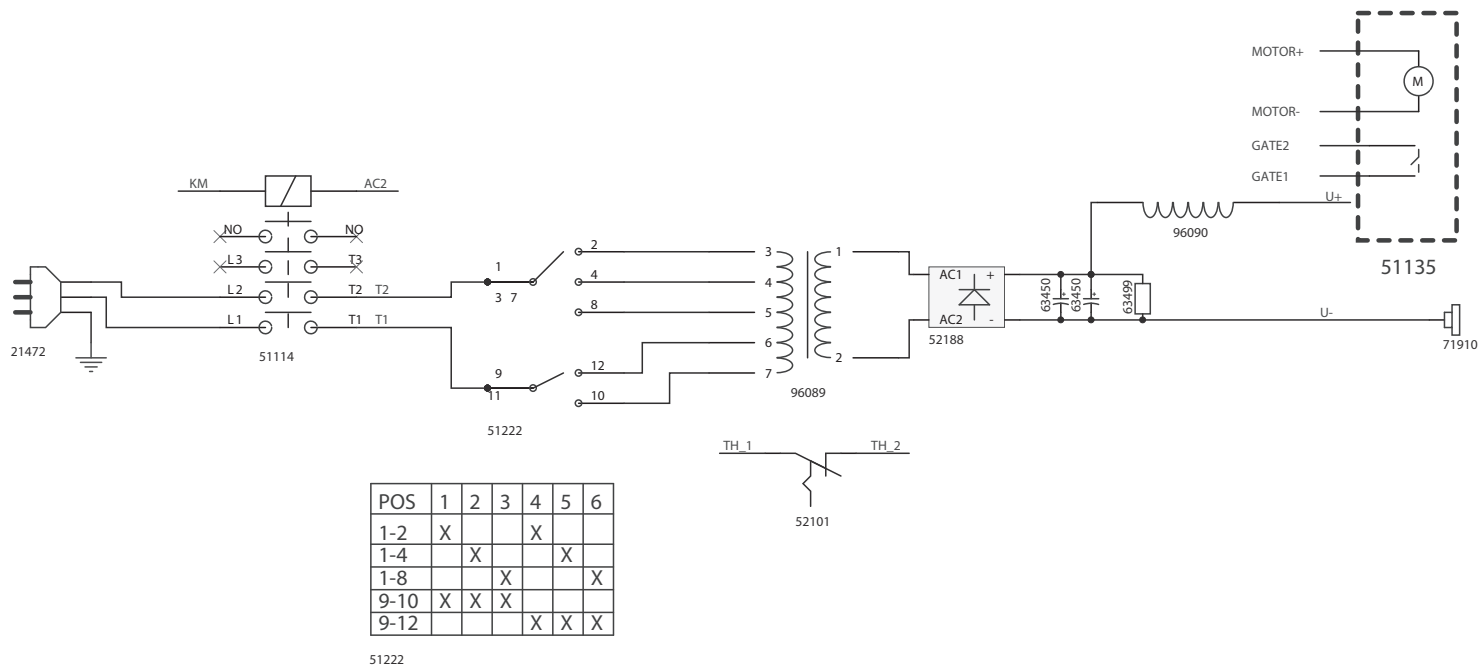 MOTOR+
M
MOTOR-
GATE2
GATE1
KM AC2
U+
NO NO
96090
L3 T3
51135
2
1 3 1
AC1 +
3 7 4 4
L2 T2 T2
63450 63450 63499
8 5
U-
L1 T1 T1
6
AC2 -
21472 51114 52188 71910
2
12
9 7
96089
11 10
51222
TH_1 TH_2
52101
POS 1 2 3 4 5 6
1-2 X X
1-4 X X
1-8 X X
9-10 X X X
9-12 X X X
51222